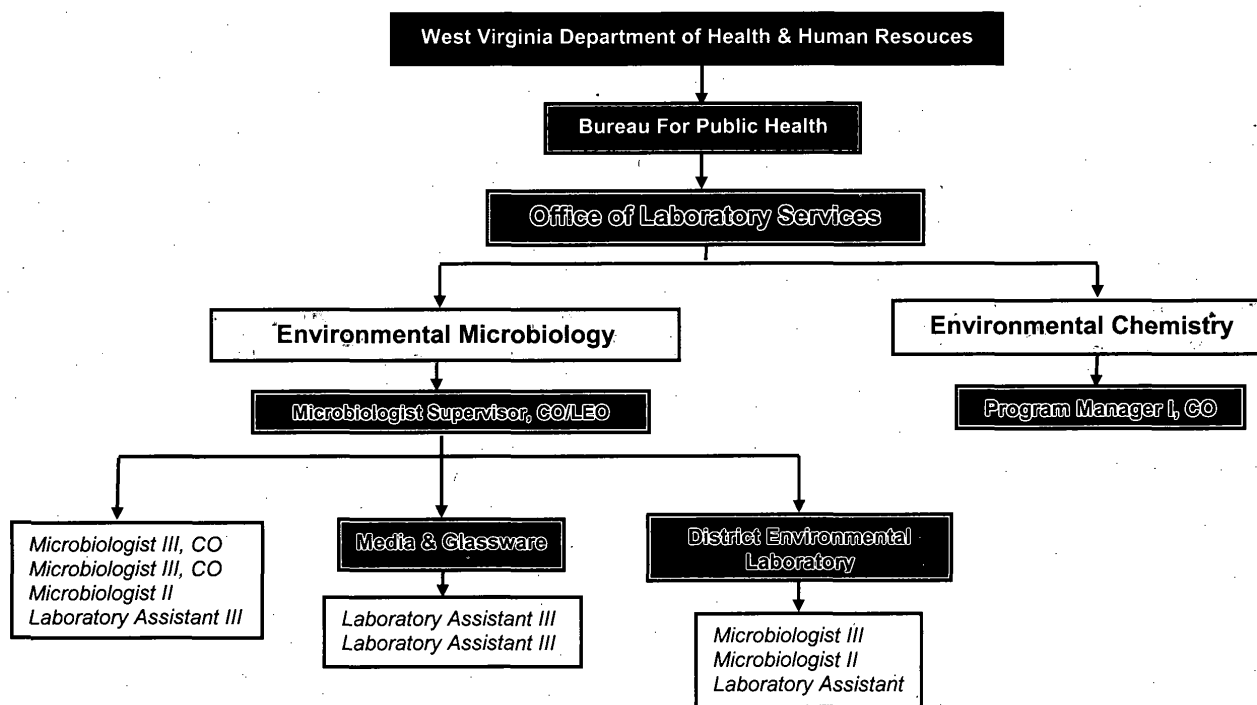 West Virginia Department of Health & Human Resouces
Bureau For Public Health
Office of Laboratory Services
Environmental Microbiology
Environmental Chemistry
Microbiologist Supervisor, CO/LEO
Program Manager I, CO
Microbiologist III, CO
Microbiologist III, CO
Microbiologist II
Laboratory Assistant III
Media & Glassware
Laboratory Assistant III
Laboratory Assistant III
District Environmental
Laboratory
Microbiologist III
Microbiologist II
Laboratory Assistant